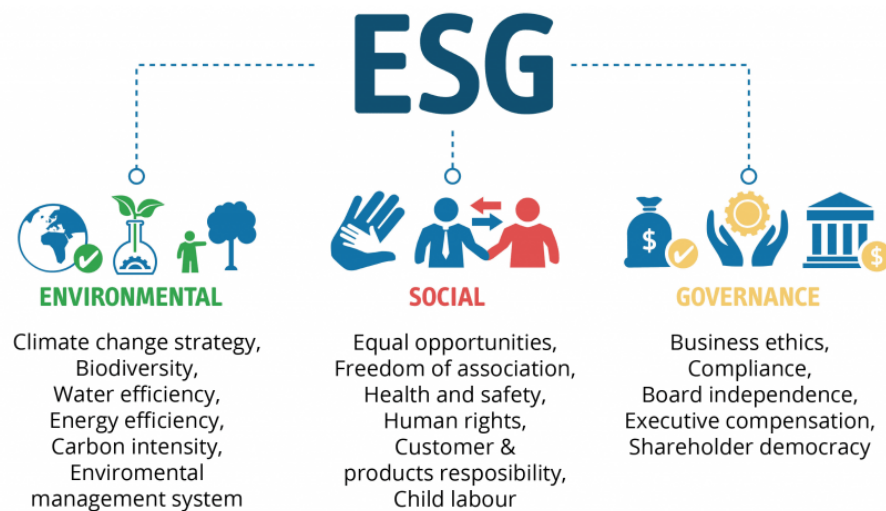 ESG
ENVIRONMENTAL
Climate change strategy,
Biodiversity,
Water efficiency,
Energy efficiency,
Carbon intensity,
Enviromental
management system
SOCIAL
Equal opportunities,
Freedom of association,
Health and safety,
Human rights,
Customer &
products resposibility,
Child labour
$
GOVERNANCE
$
Business ethics,
Compliance,
Board independence,
Executive compensation,
Shareholder democracy